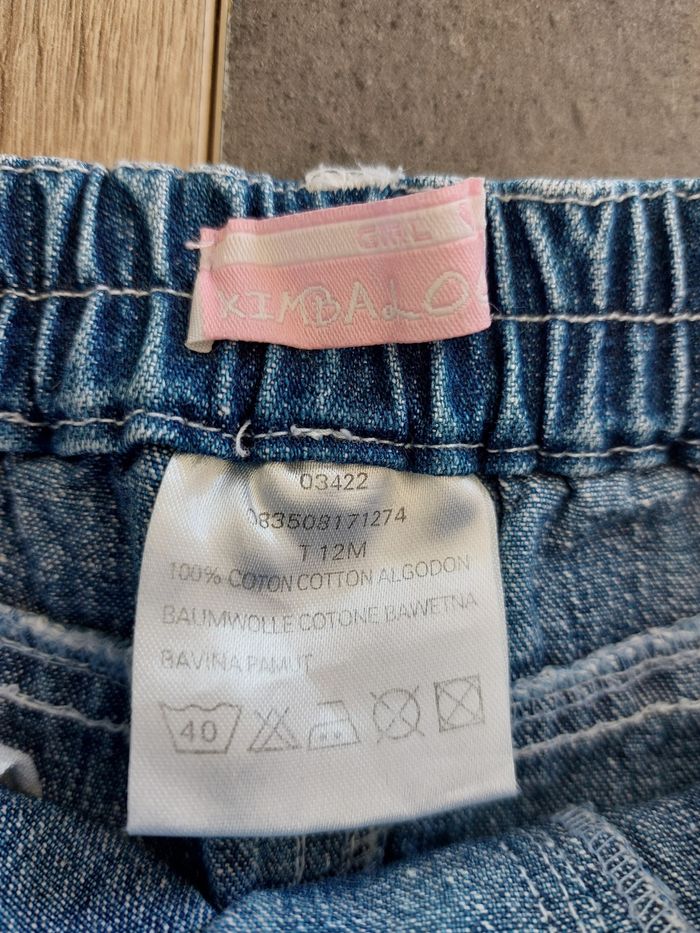 GIRL
KIMBALO
03422
083508171274
T 12M
100% COTON COTTON ALGODON
BAUMWOLLE COTONE BAWETNA
BAVINA PAMUT
40